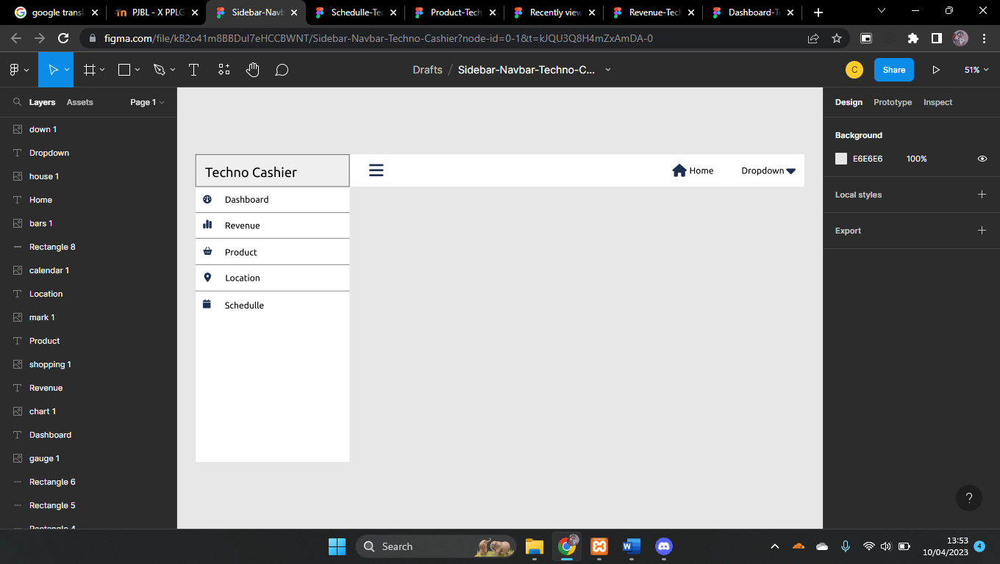 google transl
PJBL - X PPLG
Sidebar-Navb
Schedulle-Tec
Product-Tech
Recently view
Revenue-Tech
Dashboard-Te
figma.com/file/kB2o41m8BBDuI7eHCCBWNT/Sidebar-Navbar-Techno-Cashier?node-id=0-1&t=kJQU3Q8H4mZxAmDA-0
Drafts / Sidebar-Navbar-Techno-C...
C
Share
51%
Layers Assets Page 1
down 1
Dropdown
house 1
Home
bars 1
Rectangle 8
calendar 1
Location
mark 1
Product
shopping 1
Revenue
chart 1
Dashboard
gauge 1
Rectangle 6
Rectangle 5
Rectangle 4
Techno Cashier
Home Dropdown
Dashboard
Revenue
Product
Location
Schedulle
Design Prototype Inspect
Background
E6E6E6 100%
Local styles
Export
?
Search
13:53
10/04/2023
4